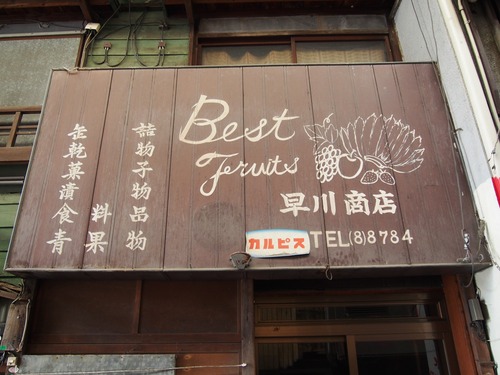 Best
Fruits
缶詰
乾物
菓子
漬物
食料品
青果物
早川商店
カルピス
TEL(8)8784